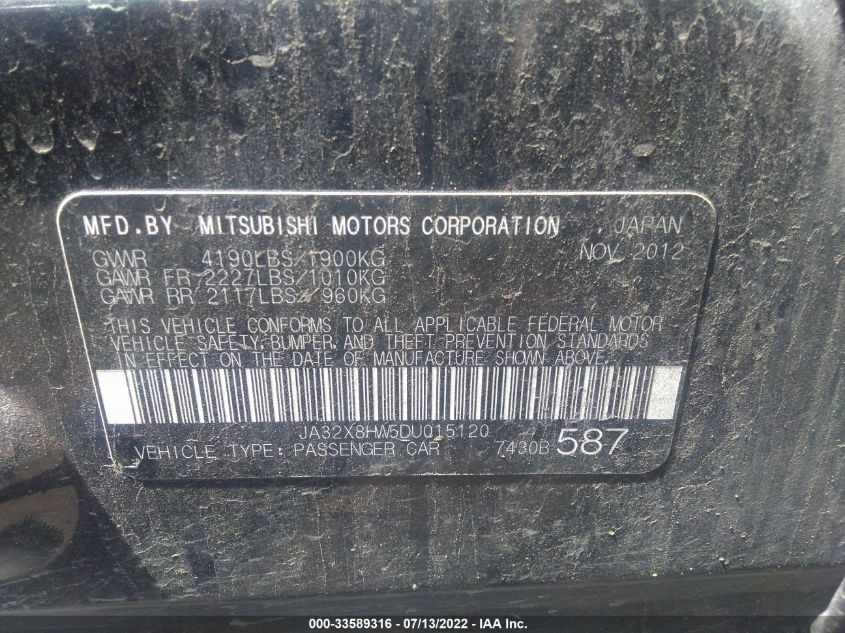 MFD.BY MITSUBISHI MOTORS CORPORATION JAPAN
GVWR 4190LBS/1900KG NOV 2012
GAWR FR 2227LBS/1010KG
GAWR RR 2117LBS/ 960KG
THIS VEHICLE CONFORMS TO ALL APPLICABLE FEDERAL MOTOR
VEHICLE SAFETY, BUMPER, AND THEFT PREVENTION STANDARDS
IN EFFECT ON THE DATE OF MANUFACTURE SHOWN ABOVE.
JA32X8HW5DU015120
VEHICLE TYPE: PASSENGER CAR 7430B 587
000-33589316 - 07/13/2022 - IAA Inc.